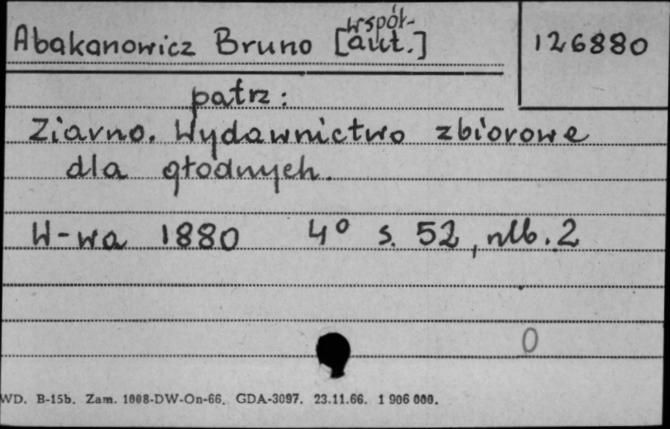 Abakanowicz Bruno [współ-
aut.]
126880
patrz:
Ziarno. Wydawnictwo zbiorowe
dla głodnych.
W-wa 1880 4° s. 52, nlb. 2
0
WD. B-15b. Zam. 1008-DW-On-66. GDA-3097. 23.11.66. 1 906 000.